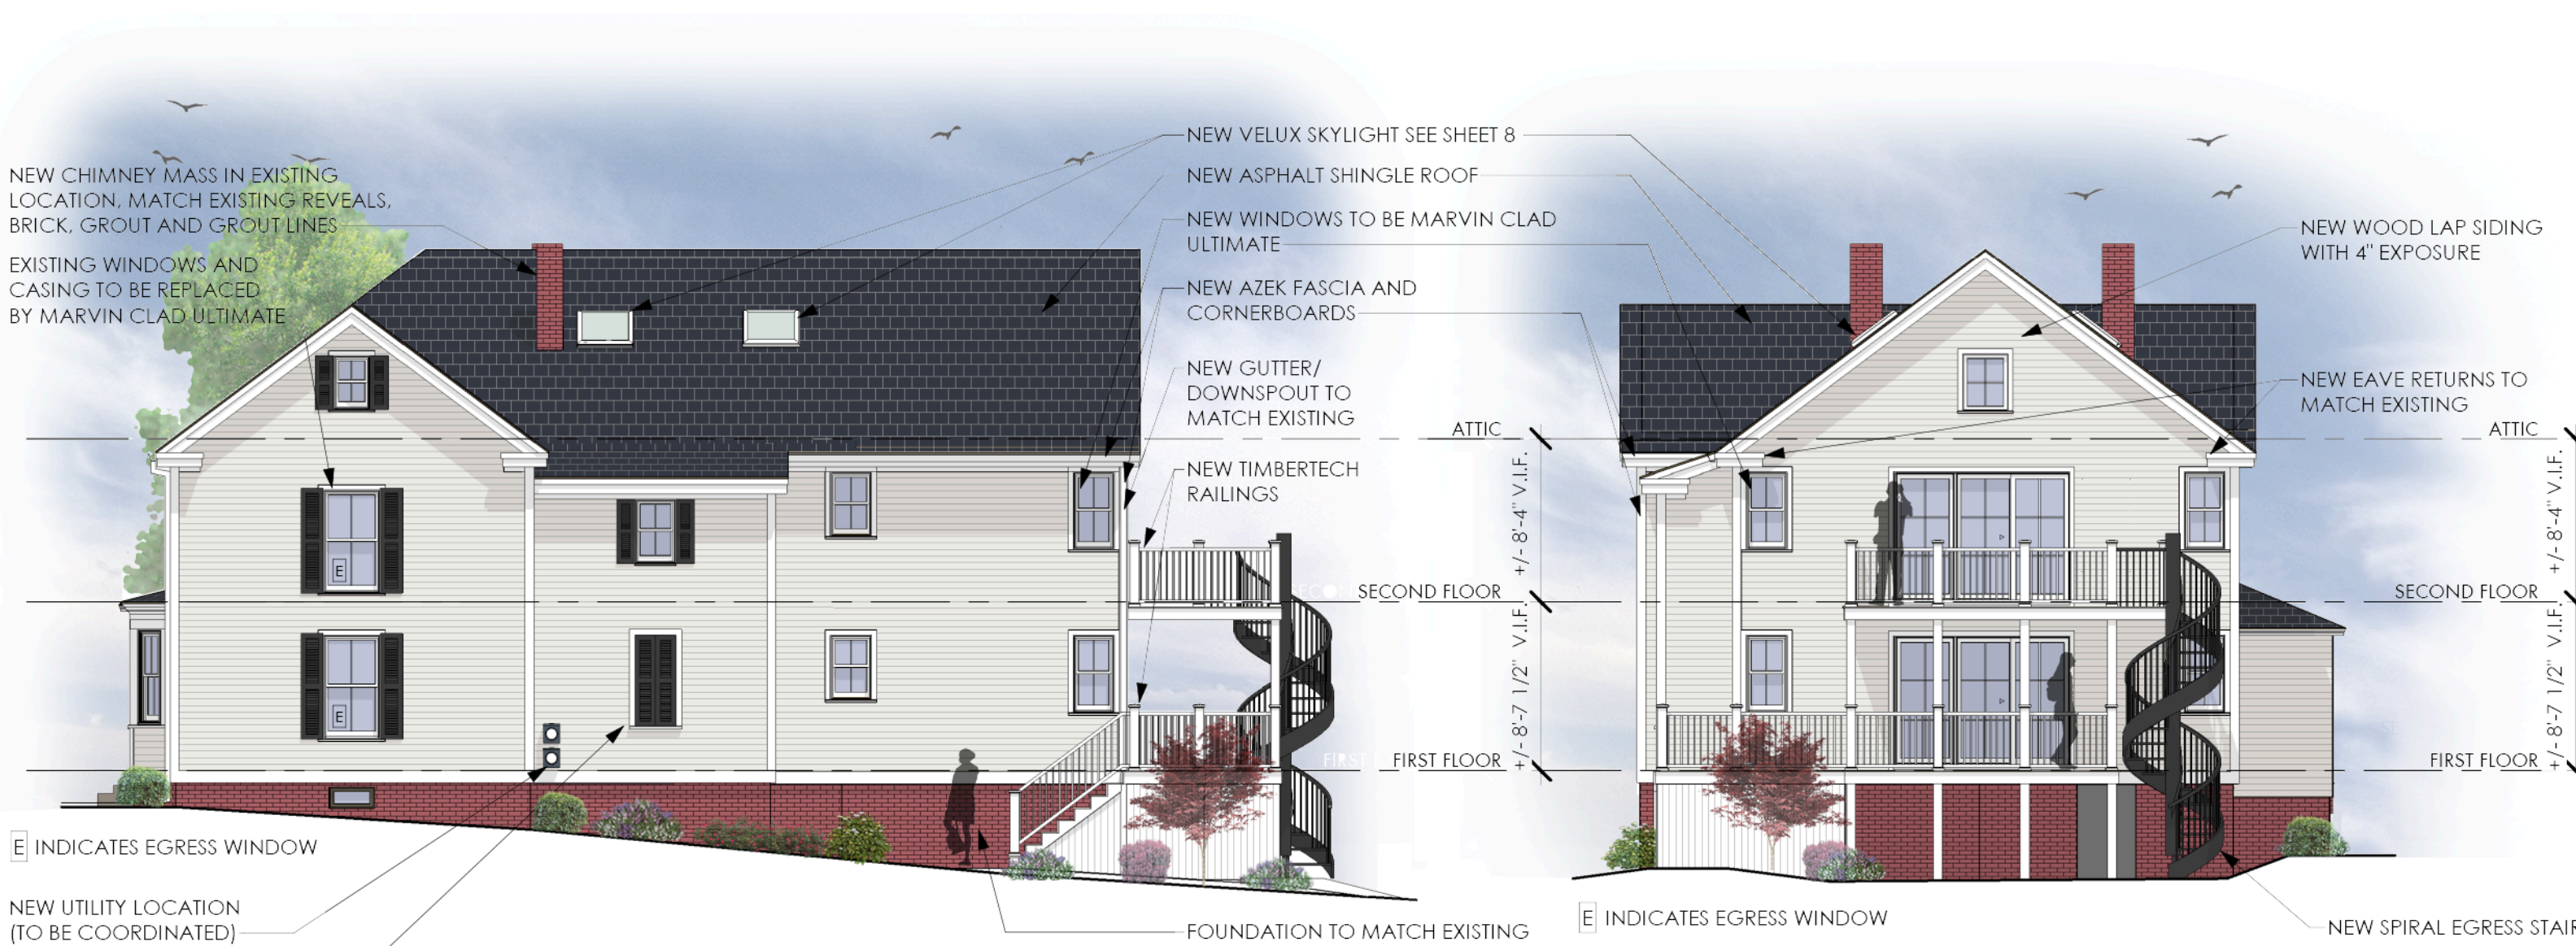 NEW CHIMNEY MASS IN EXISTING
LOCATION, MATCH EXISTING REVEALS,
BRICK, GROUT AND GROUT LINES
EXISTING WINDOWS AND
CASING TO BE REPLACED
BY MARVIN CLAD ULTIMATE
E
E
E INDICATES EGRESS WINDOW
NEW UTILITY LOCATION
(TO BE COORDINATED)
NEW VELUX SKYLIGHT SEE SHEET 8
NEW ASPHALT SHINGLE ROOF
NEW WINDOWS TO BE MARVIN CLAD
ULTIMATE
NEW AZEK FASCIA AND
CORNERBOARDS
NEW GUTTER/
DOWNSPOUT TO
MATCH EXISTING
NEW TIMBERTECH
RAILINGS
ATTIC
+/- 8'-4" V.I.F.
SECOND FLOOR
+/- 8'-7 1/2" V.I.F.
FIRST FLOOR
FOUNDATION TO MATCH EXISTING
NEW WOOD LAP SIDING
WITH 4" EXPOSURE
NEW EAVE RETURNS TO
MATCH EXISTING
ATTIC
+/- 8'-4" V.I.F.
SECOND FLOOR
+/- 8'-7 1/2" V.I.F.
FIRST FLOOR
E INDICATES EGRESS WINDOW
NEW SPIRAL EGRESS STAIR